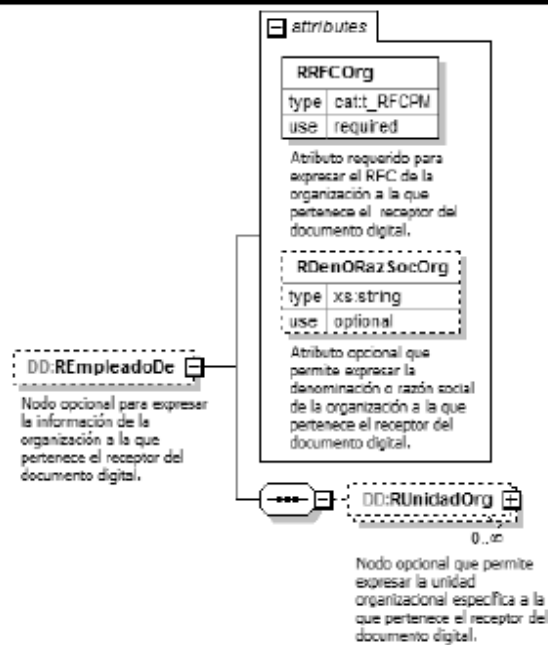 attributes
RRFCOrg
type cat:t_RFCPM
use required
Atributo requerido para
expresar el RFC de la
organización a la que
pertenece el receptor del
documento digital.
RDenORazSocOrg
type xs:string
use optional
Atributo opcional que
permite expresar la
denominación o razón social
de la organización a la que
pertenece el receptor del
documento digital.
DD:REmpleadoDe
Nodo opcional para expresar
la información de la
organización a la que
pertenece el receptor del
documento digital.
DD:RUnidadOrg
0..∞
Nodo opcional que permite
expresar la unidad
organizacional específica a la
que pertenece el receptor del
documento digital.